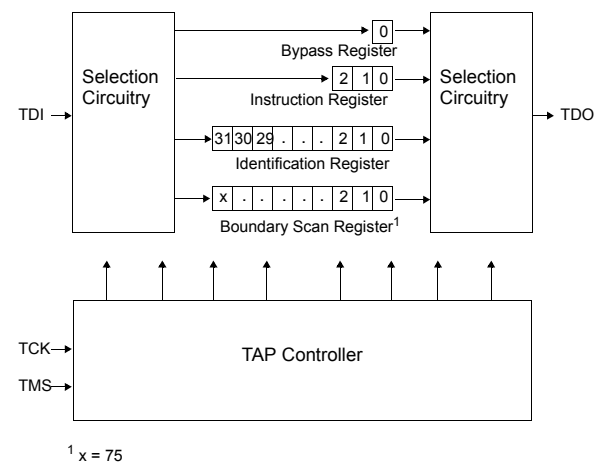 0
Bypass Register
Selection
Circuitry
2 1 0
Instruction Register
Selection
Circuitry
TDI
TDO
31 30 29 . . . 2 1 0
Identification Register
x . . . . . 2 1 0
Boundary Scan Register1
TCK
TAP Controller
TMS
1 x = 75